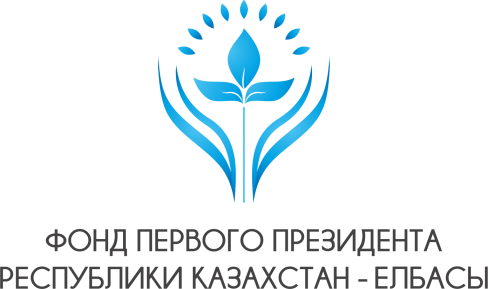 ФОНД ПЕРВОГО ПРЕЗИДЕНТА
РЕСПУБЛИКИ КАЗАХСТАН - ЕЛБАСЫ